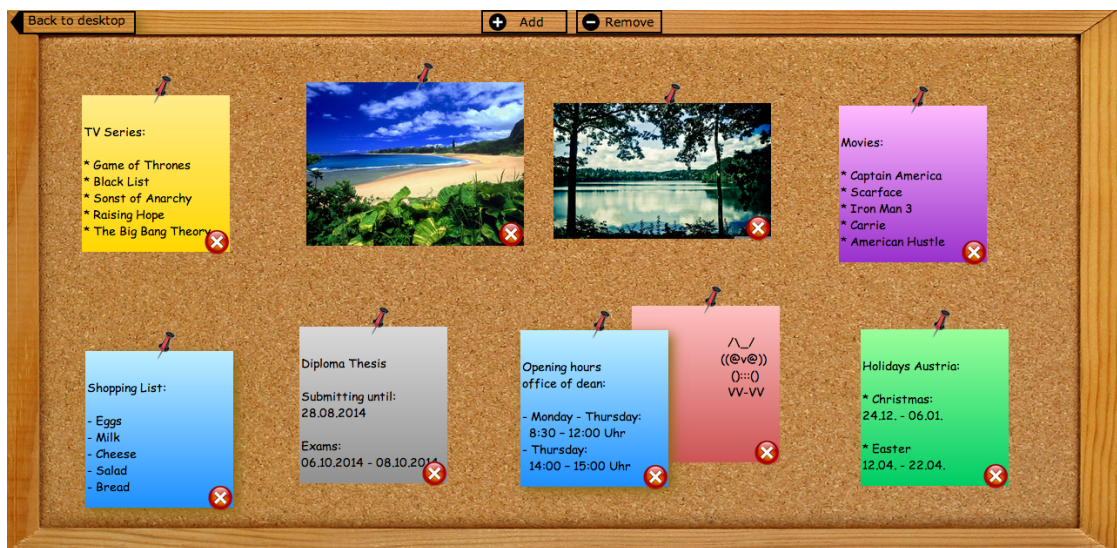 Back to desktop
Add
Remove
TV Series:
* Game of Thrones
* Black List
* Sonst of Anarchy
* Raising Hope
* The Big Bang Theory
Movies:
* Captain America
* Scarface
* Iron Man 3
* Carrie
* American Hustle
Shopping List:
- Eggs
- Milk
- Cheese
- Salad
- Bread
Diploma Thesis
Submitting until:
28.08.2014
Exams:
06.10.2014 - 08.10.2014
Opening hours
office of dean:
- Monday - Thursday:
8:30 – 12:00 Uhr
- Thursday:
14:00 – 15:00 Uhr
/\_/
((@v@))
():::()
VV-VV
Holidays Austria:
* Christmas:
24.12. - 06.01.
* Easter
12.04. - 22.04.